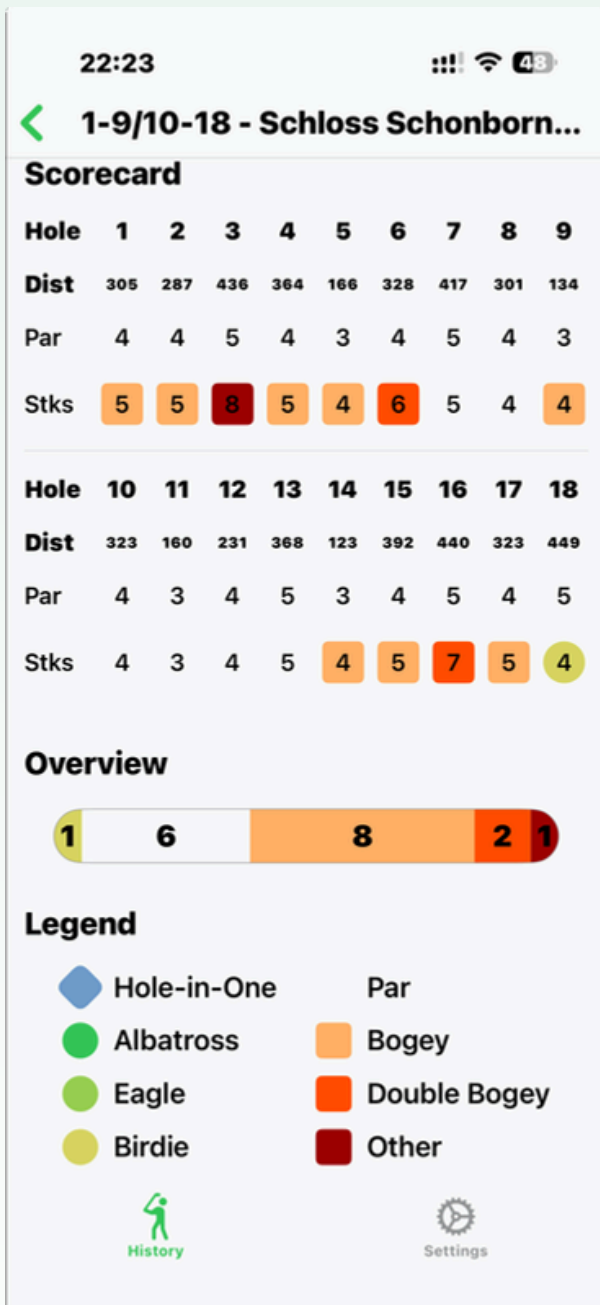 22:23 48
1-9/10-18 - Schloss Schonborn...
Scorecard
Hole 1 2 3 4 5 6 7 8 9
Dist 305 287 436 364 166 328 417 301 134
Par 4 4 5 4 3 4 5 4 3
Stks 5 5 8 5 4 6 5 4 4
Hole 10 11 12 13 14 15 16 17 18
Dist 323 160 231 368 123 392 440 323 449
Par 4 3 4 5 3 4 5 4 5
Stks 4 3 4 5 4 5 7 5 4
Overview
1 6 8 2 1
Legend
Hole-in-One Par
Albatross Bogey
Eagle Double Bogey
Birdie Other
History Settings